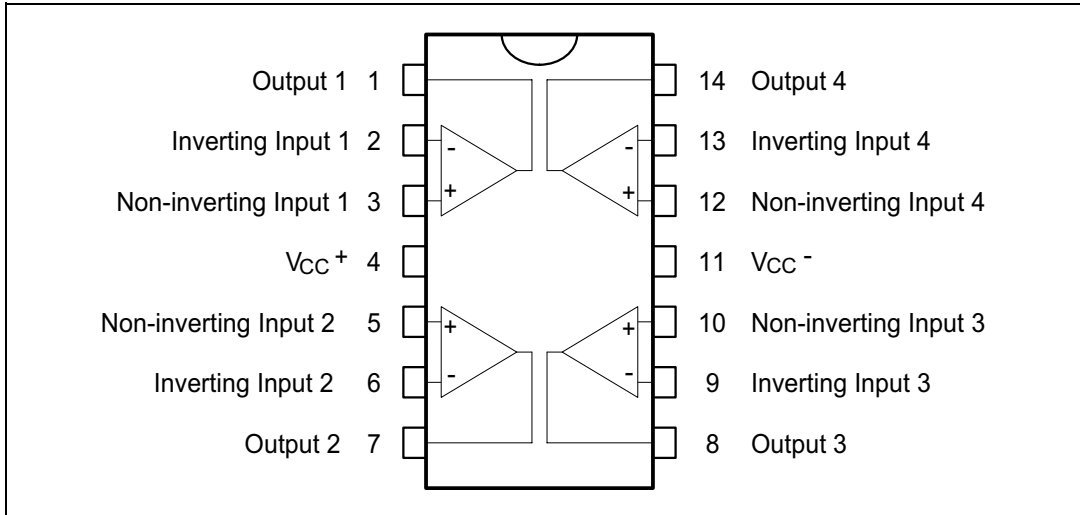 Output 1 1 14 Output 4
Inverting Input 1 2 - - 13 Inverting Input 4
Non-inverting Input 1 3 + + 12 Non-inverting Input 4
VCC + 4 11 VCC -
Non-inverting Input 2 5 + + 10 Non-inverting Input 3
Inverting Input 2 6 - - 9 Inverting Input 3
Output 2 7 8 Output 3